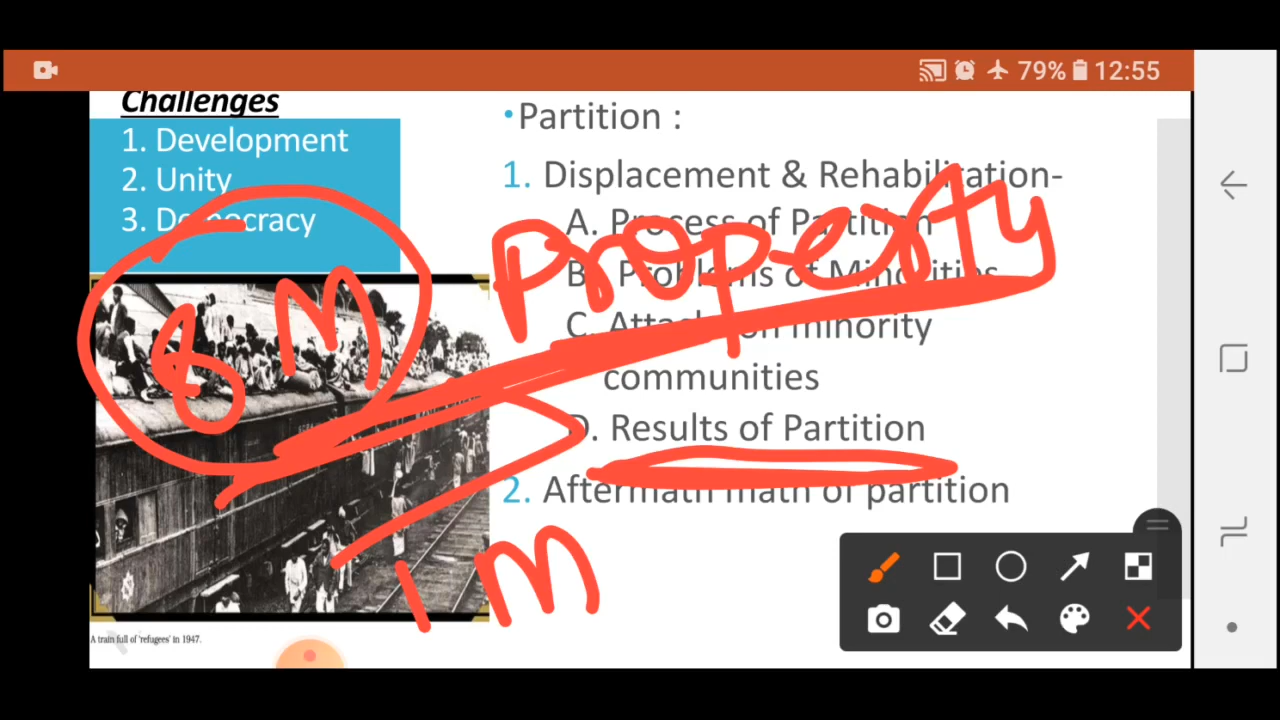 79% 12:55
Challenges
1. Development
2. Unity
3. Democracy
•Partition :
1. Displacement & Rehabilitation-
A. Process of Partition
B. Problems of Minorities
C. Attack on minority
communities
D. Results of Partition
2. Aftermath math of partition
Property
8 M
1 M
A train full of 'refugees' in 1947.